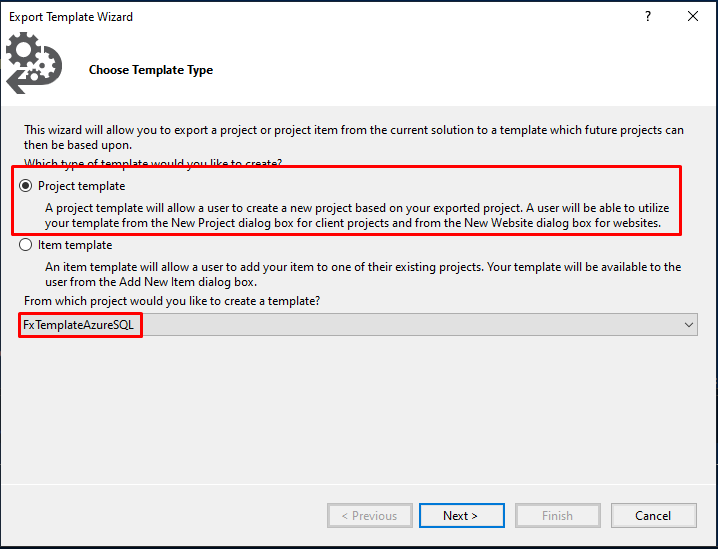 Export Template Wizard
?
Choose Template Type
This wizard will allow you to export a project or project item from the current solution to a template which future projects can
then be based upon.
Which type of template would you like to create?
Project template
A project template will allow a user to create a new project based on your exported project. A user will be able to utilize
your template from the New Project dialog box for client projects and from the New Website dialog box for websites.
Item template
An item template will allow a user to add your item to one of their existing projects. Your template will be available to the
user from the Add New Item dialog box.
From which project would you like to create a template?
FxTemplateAzureSQL
< Previous
Next >
Finish
Cancel